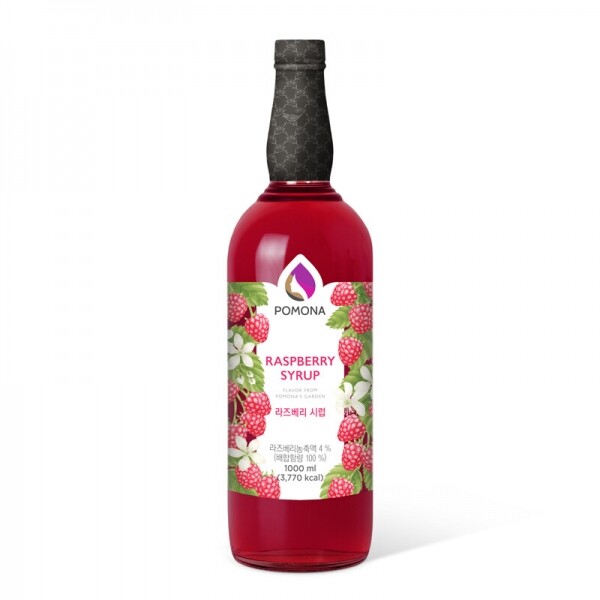 POMONA
RASPBERRY
SYRUP
FLAVOR FROM
POMONA'S GARDEN
라즈베리 시럽
라즈베리농축액 4 %
(배합함량 100 %)
1000 ml
(3,770 kcal)